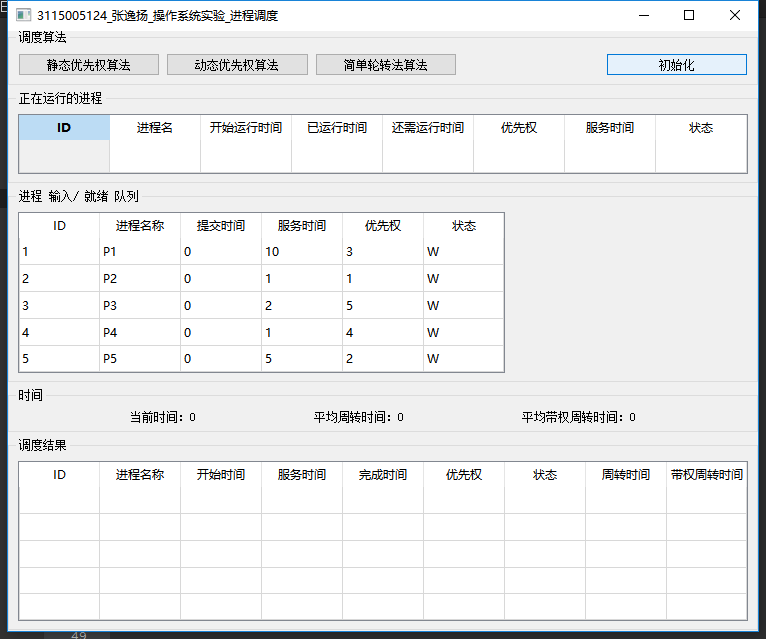 3115005124_张逸扬_操作系统实验_进程调度
调度算法
静态优先权算法 动态优先权算法 简单轮转法算法 初始化
正在运行的进程
ID 进程名 开始运行时间 已运行时间 还需运行时间 优先权 服务时间 状态
进程 输入/ 就绪 队列
ID 进程名称 提交时间 服务时间 优先权 状态
1 P1 0 10 3 W
2 P2 0 1 1 W
3 P3 0 2 5 W
4 P4 0 1 4 W
5 P5 0 5 2 W
时间
当前时间：0 平均周转时间：0 平均带权周转时间：0
调度结果
ID 进程名称 开始时间 服务时间 完成时间 优先权 状态 周转时间 带权周转时间
49